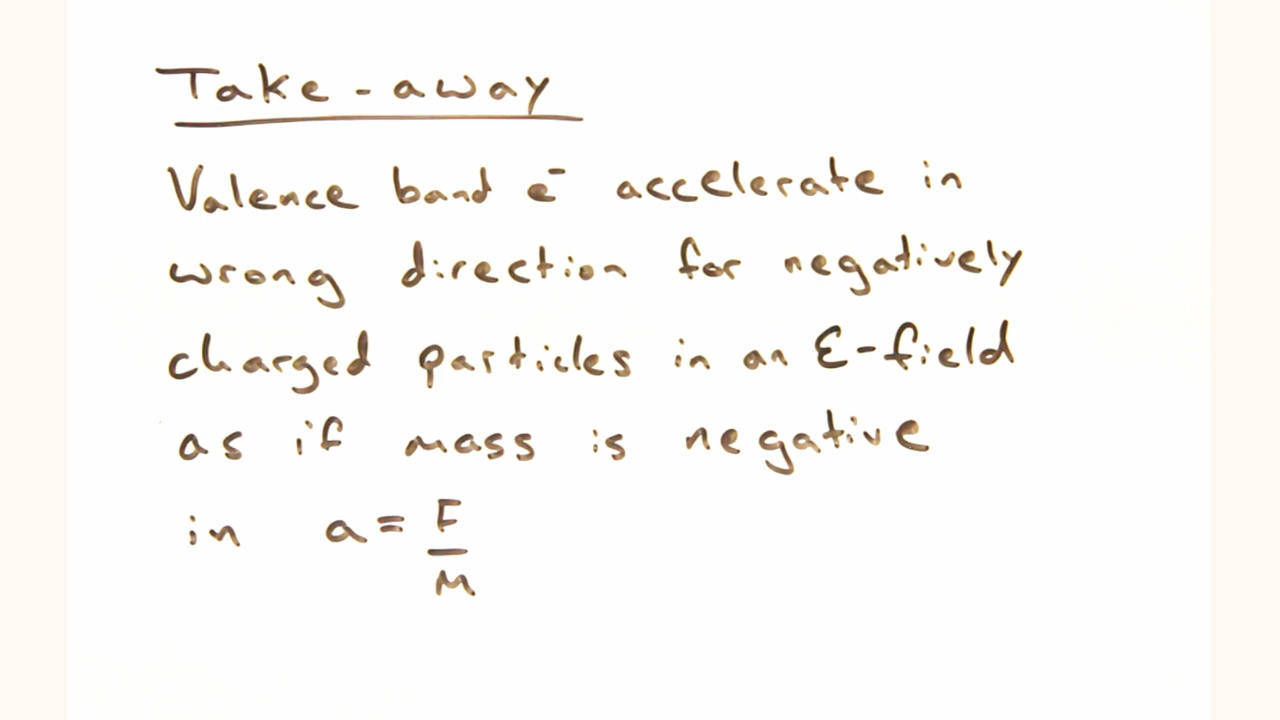 Take-away
Valence band e⁻ accelerate in
wrong direction for negatively
charged particles in an ℰ-field
as if mass is negative
in a = F/M